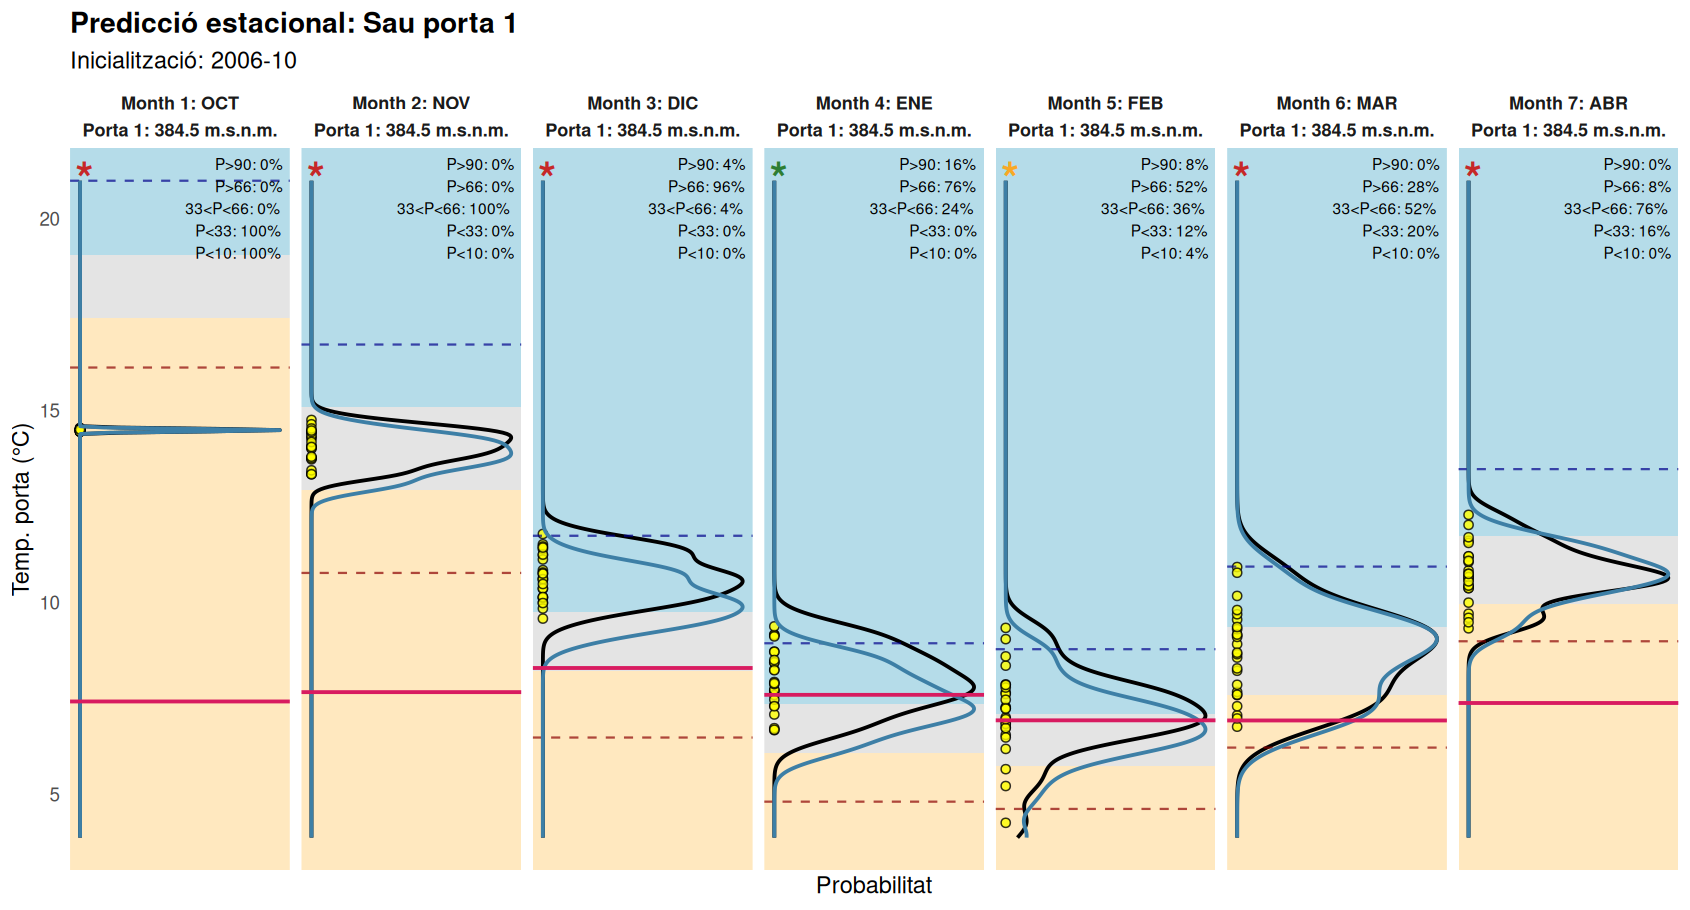 Predicció estacional: Sau porta 1
Inicialització: 2006-10
Month 1: OCT
Porta 1: 384.5 m.s.n.m.
Month 2: NOV
Porta 1: 384.5 m.s.n.m.
Month 3: DIC
Porta 1: 384.5 m.s.n.m.
Month 4: ENE
Porta 1: 384.5 m.s.n.m.
Month 5: FEB
Porta 1: 384.5 m.s.n.m.
Month 6: MAR
Porta 1: 384.5 m.s.n.m.
Month 7: ABR
Porta 1: 384.5 m.s.n.m.
*
P>90: 0%
P>66: 0%
33<P<66: 0%
P<33: 100%
P<10: 100%
*
P>90: 0%
P>66: 0%
33<P<66: 100%
P<33: 0%
P<10: 0%
*
P>90: 4%
P>66: 96%
33<P<66: 4%
P<33: 0%
P<10: 0%
*
P>90: 16%
P>66: 76%
33<P<66: 24%
P<33: 0%
P<10: 0%
*
P>90: 8%
P>66: 52%
33<P<66: 36%
P<33: 12%
P<10: 4%
*
P>90: 0%
P>66: 28%
33<P<66: 52%
P<33: 20%
P<10: 0%
*
P>90: 0%
P>66: 8%
33<P<66: 76%
P<33: 16%
P<10: 0%
20
15
10
5
Temp. porta (°C)
Probabilitat